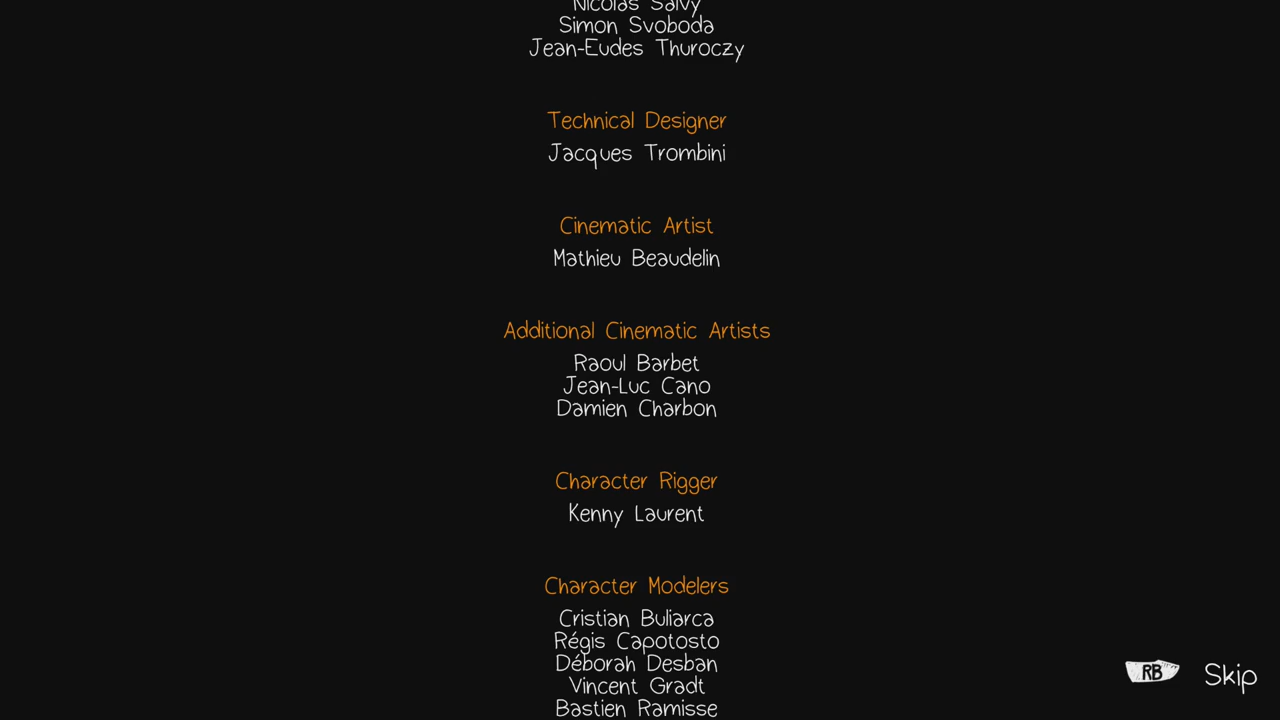 Nicolas Salvy
Simon Svoboda
Jean-Eudes Thuroczy
Technical Designer
Jacques Trombini
Cinematic Artist
Mathieu Beaudelin
Additional Cinematic Artists
Raoul Barbet
Jean-Luc Cano
Damien Charbon
Character Rigger
Kenny Laurent
Character Modelers
Cristian Buliarca
Régis Capotosto
Déborah Desban
Vincent Gradt
Bastien Ramisse
RB Skip